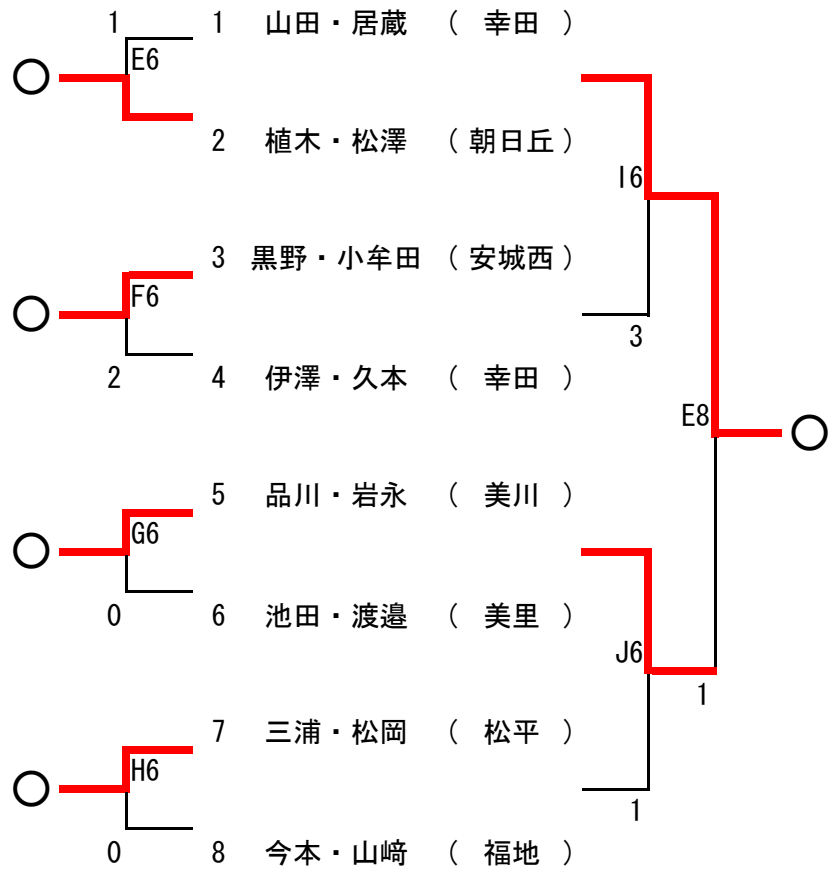 1 1 山田・居蔵 ( 幸田 )
E6
2 植木・松澤 ( 朝日丘 )
I6
3 黒野・小牟田 ( 安城西 )
F6
3
2 4 伊澤・久本 ( 幸田 )
E8
5 品川・岩永 ( 美川 )
G6
0 6 池田・渡邉 ( 美里 )
J6
1
7 三浦・松岡 ( 松平 )
H6
1
0 8 今本・山﨑 ( 福地 )